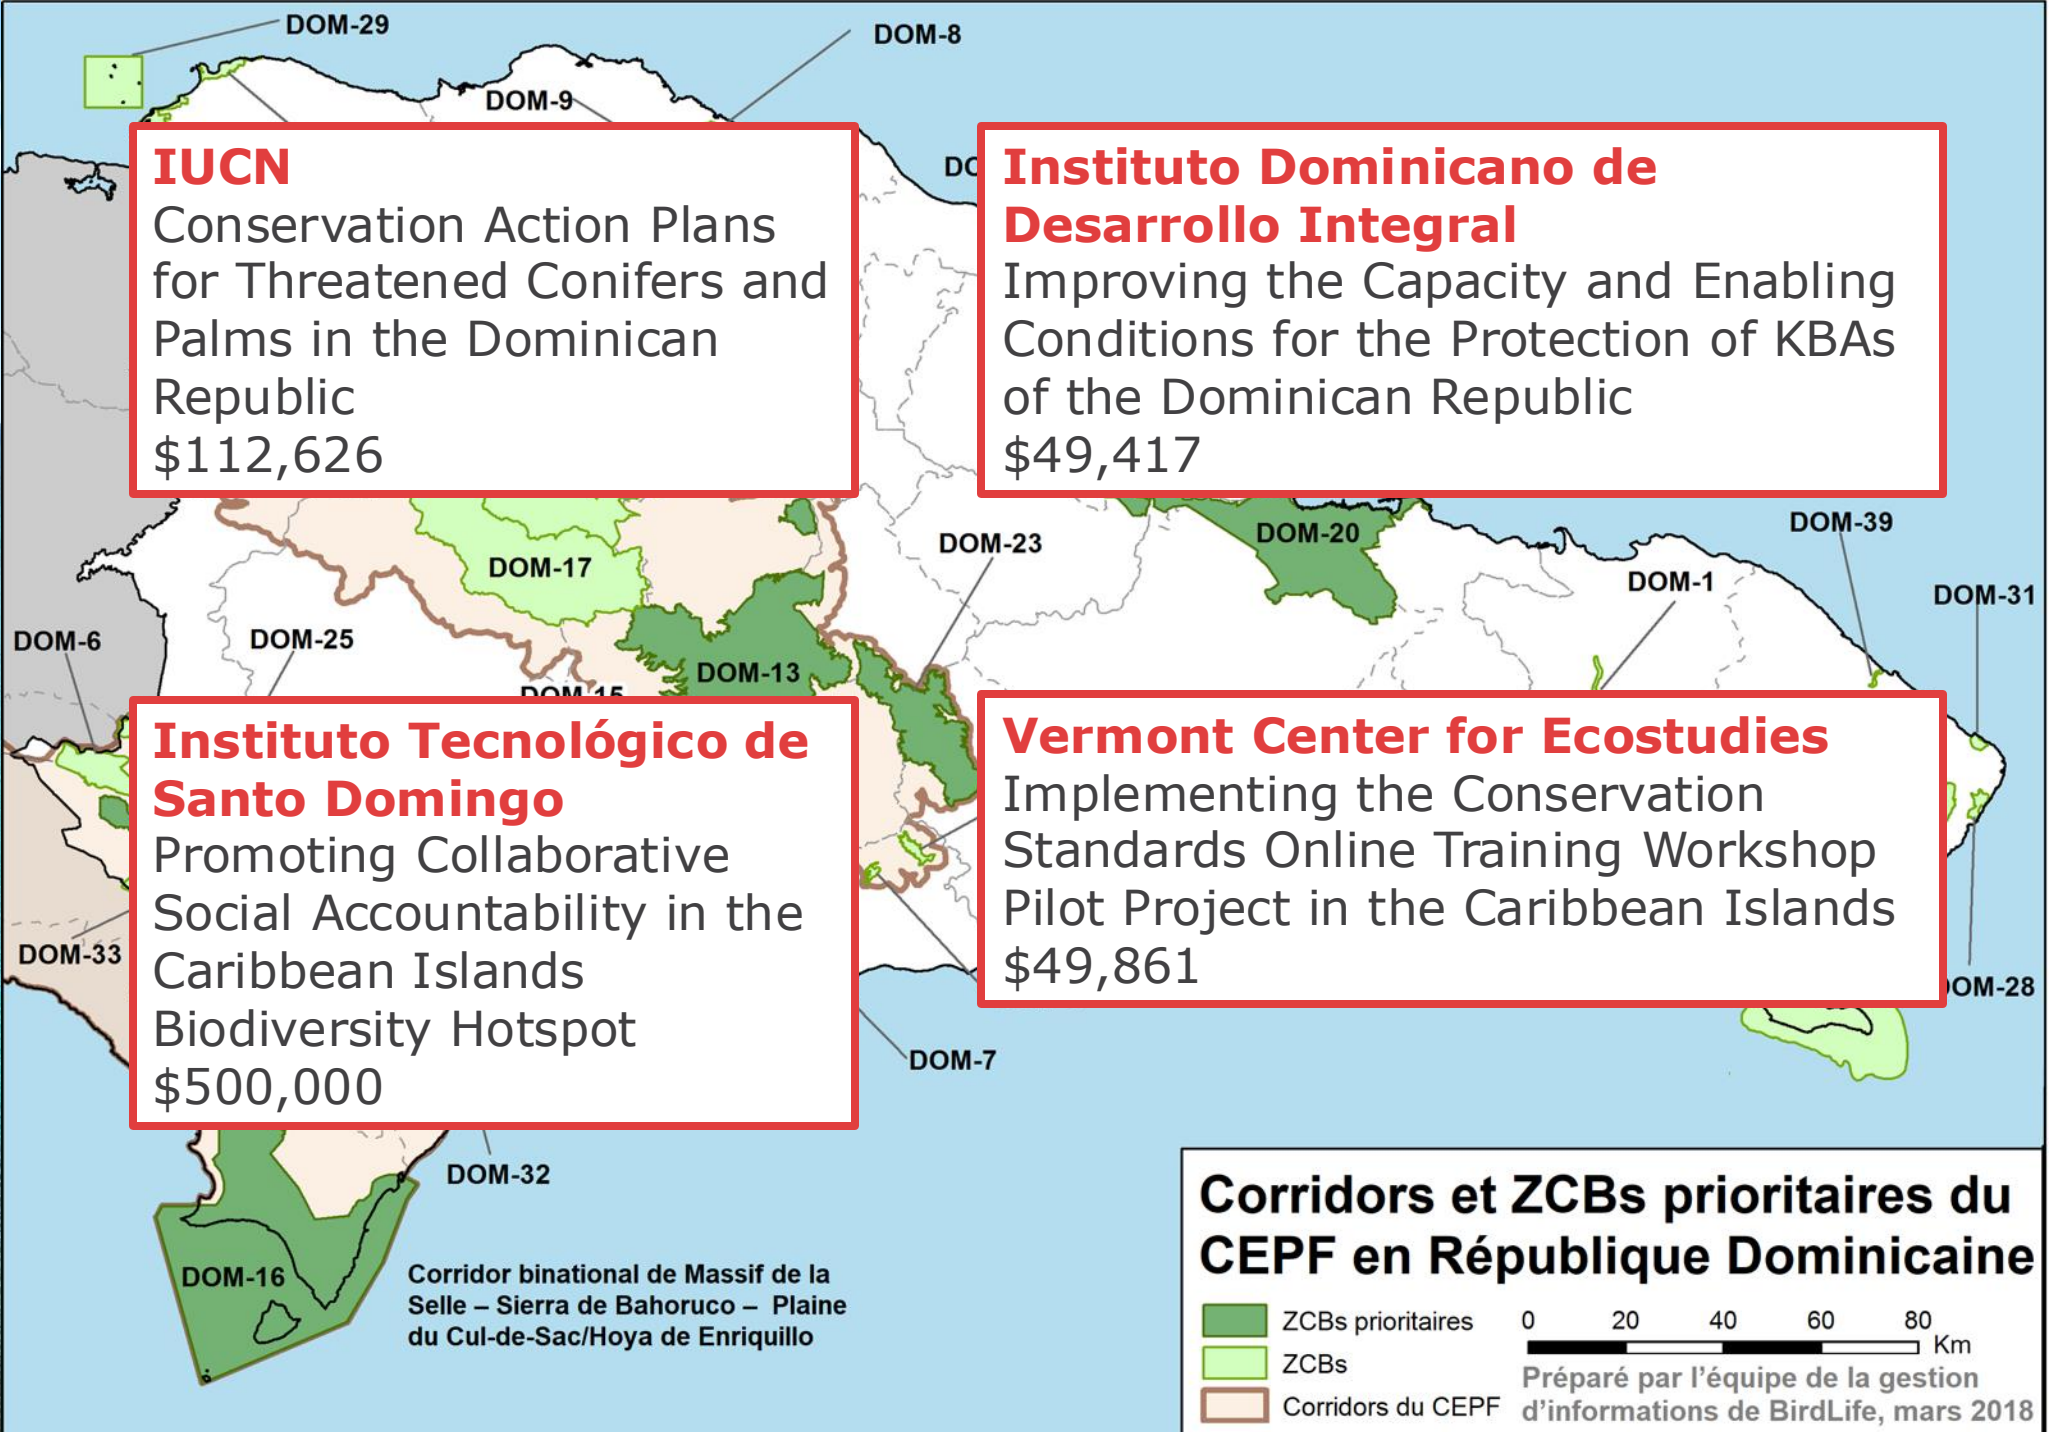 DOM-29
DOM-8
DOM-9
IUCN
Conservation Action Plans
for Threatened Conifers and
Palms in the Dominican
Republic
$112,626
Instituto Dominicano de
Desarrollo Integral
Improving the Capacity and Enabling
Conditions for the Protection of KBAs
of the Dominican Republic
$49,417
DOM-39
DOM-20
DOM-23
DOM-17
DOM-1
DOM-31
DOM-6
DOM-25
DOM-13
DOM-15
Instituto Tecnológico de
Santo Domingo
Promoting Collaborative
Social Accountability in the
Caribbean Islands
Biodiversity Hotspot
$500,000
Vermont Center for Ecostudies
Implementing the Conservation
Standards Online Training Workshop
Pilot Project in the Caribbean Islands
$49,861
DOM-33
OM-28
DOM-7
DOM-32
DOM-16
Corridor binational de Massif de la
Selle – Sierra de Bahoruco – Plaine
du Cul-de-Sac/Hoya de Enriquillo
Corridors et ZCBs prioritaires du
CEPF en République Dominicaine
ZCBs prioritaires
ZCBs
Corridors du CEPF
0 20 40 60 80
Km
Préparé par l'équipe de la gestion
d'informations de BirdLife, mars 2018